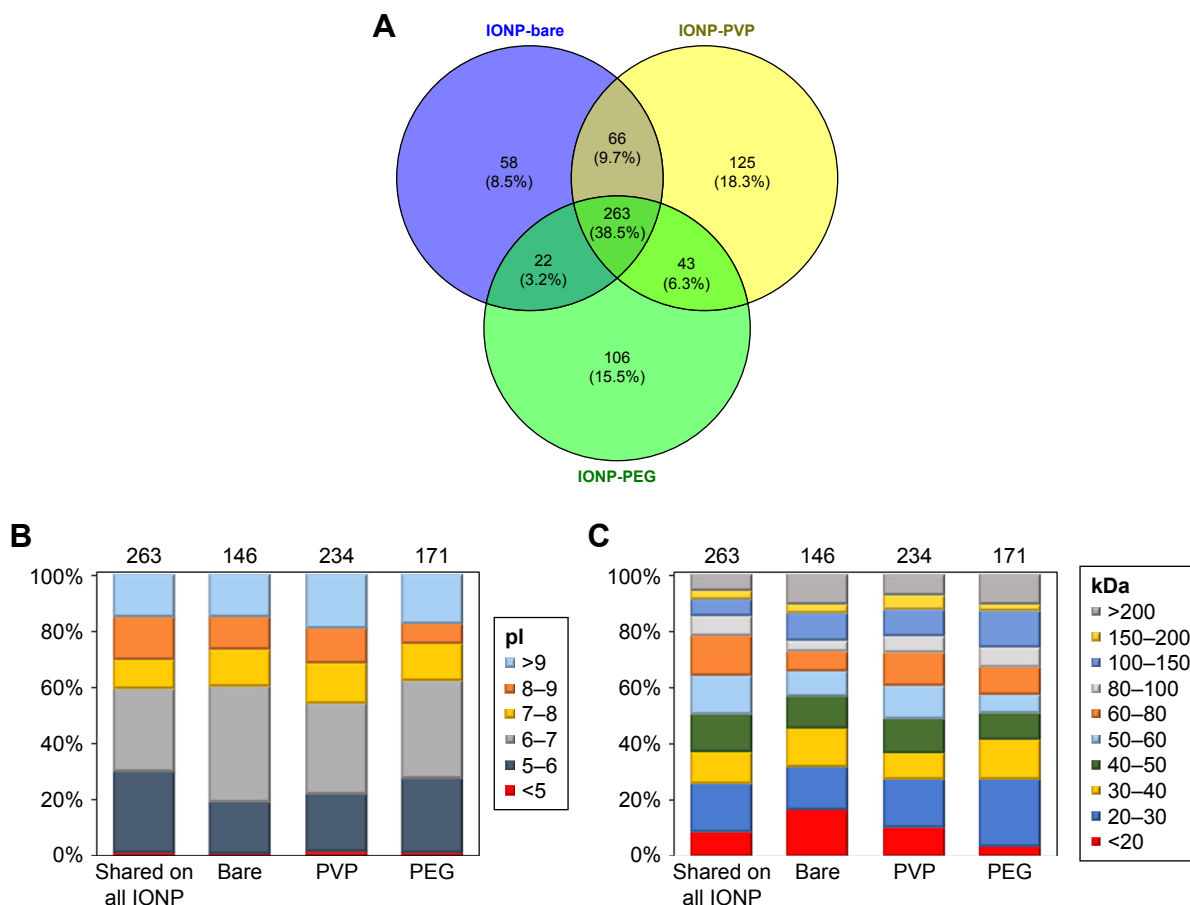 A
IONP-bare
IONP-PVP
58
(8.5%)
66
(9.7%)
125
(18.3%)
263
(38.5%)
22
(3.2%)
43
(6.3%)
106
(15.5%)
IONP-PEG
B
263 146 234 171
100%
80%
60%
40%
20%
0%
Shared on
all IONP
Bare
PVP
PEG
pI
>9
8–9
7–8
6–7
5–6
<5
C
263 146 234 171
100%
80%
60%
40%
20%
0%
Shared on
all IONP
Bare
PVP
PEG
kDa
>200
150–200
100–150
80–100
60–80
50–60
40–50
30–40
20–30
<20